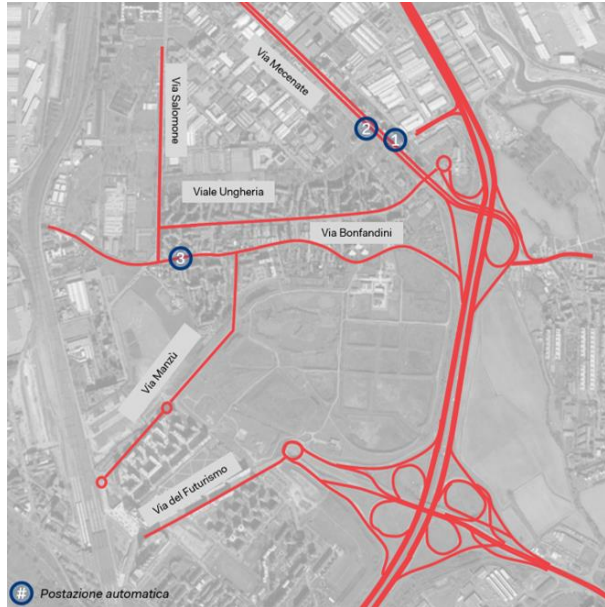 Via Mecenate
Via Salomone
2
1
Viale Ungheria
Via Bonfandini
3
Via Manzù
Via del Futurismo
# Postazione automatica